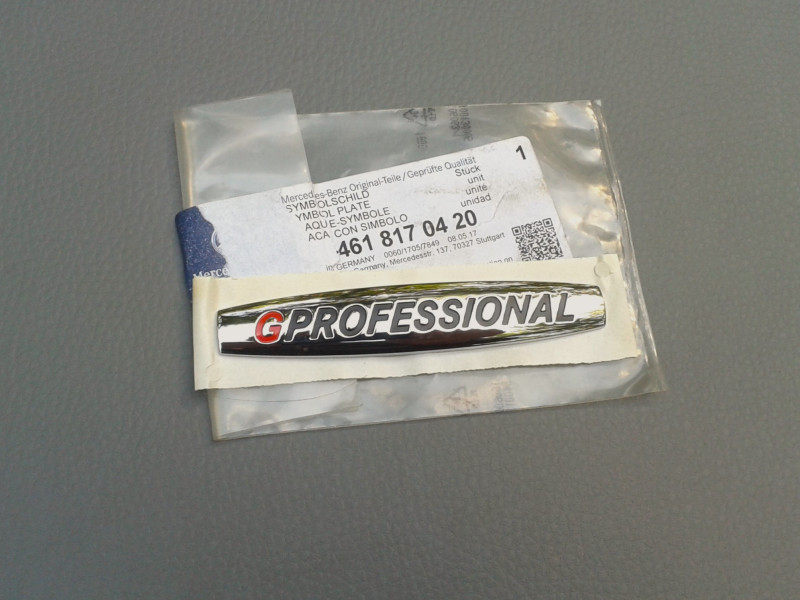 1
Mercedes-Benz Original-Teile / Geprüfte Qualität
SYMBOLSCHILD Stück
YMBOL PLATE unit
AQUE-SYMBOLE unité
ACA CON SIMBOLO unidad
461 817 04 20
GERMANY 0060/1705/7849 08.05.17
Germany, Mercedesstr. 137, 70327 Stuttgart
Merce
GPROFESSIONAL